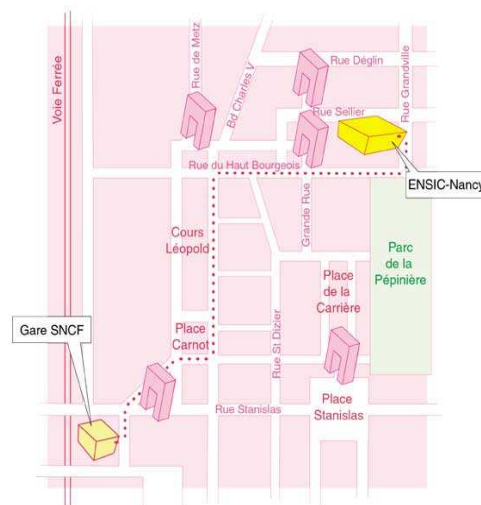 Voie Ferrée
Rue de Metz
Bd Charles V
Rue Déglin
Rue Grandville
Rue Sellier
Rue du Haut Bourgeois
ENSIC-Nancy
Grande Rue
Cours
Léopold
Parc
de la
Pépinière
Place
de la
Carrière
Gare SNCF
Place
Carnot
Rue St Dizier
Rue Stanislas
Place
Stanislas